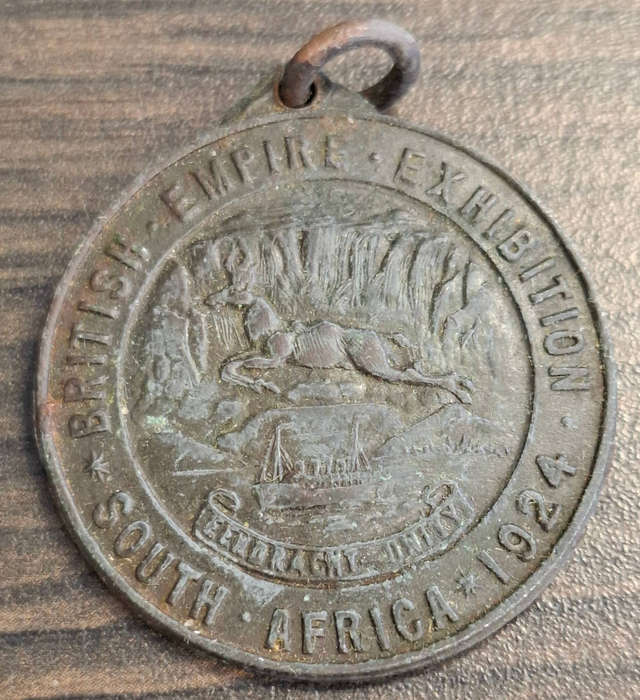 BRITISH · EMPIRE · EXHIBITION · 1924
* SOUTH · AFRICA *
EENDRACHT UNITY